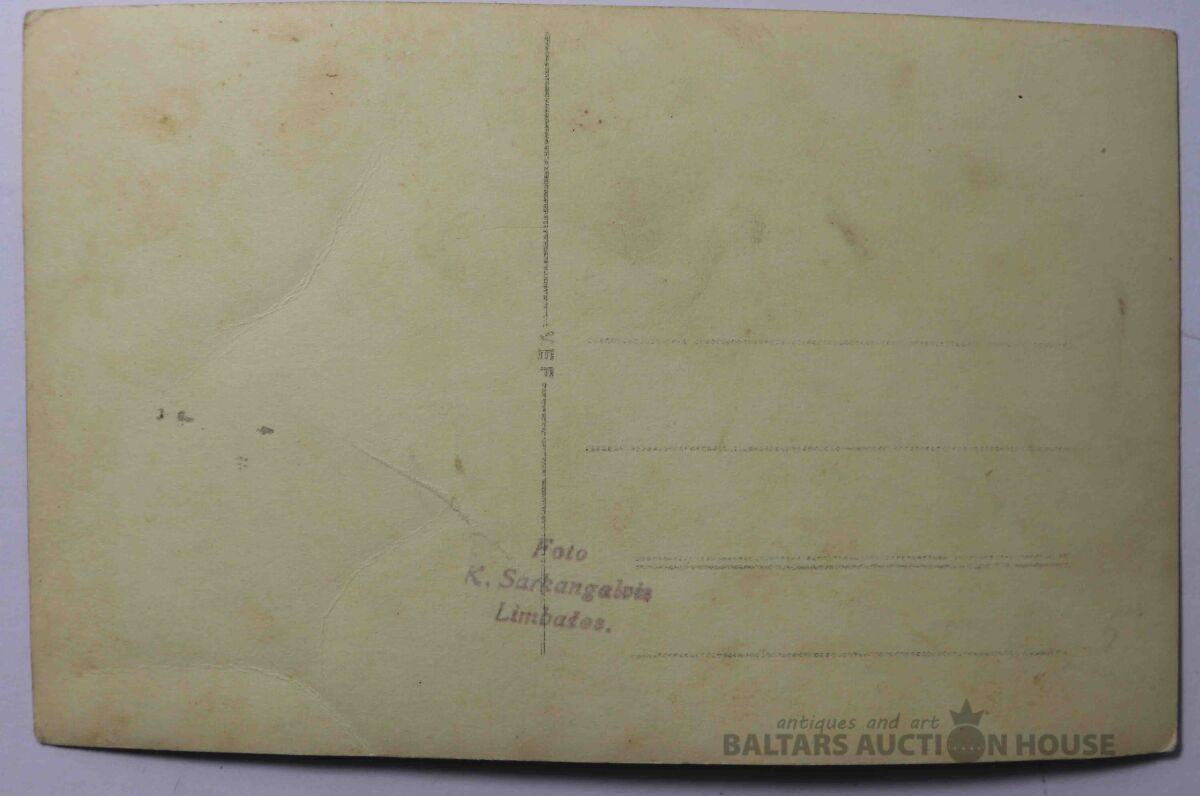 Foto
K. Sarkangalvis
Limbažos.
antiques and art
BALTARS AUCTION HOUSE